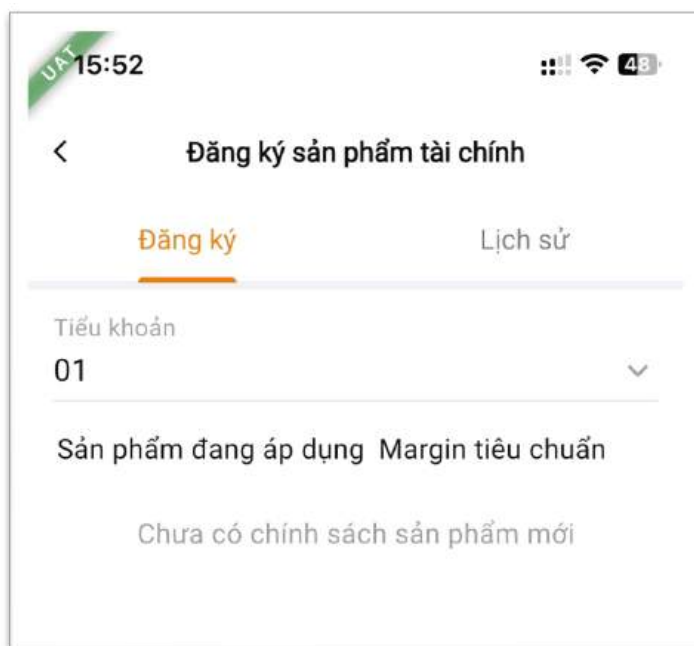 UAT
15:52
48
Đăng ký sản phẩm tài chính
Đăng ký
Lịch sử
Tiểu khoản
01
Sản phẩm đang áp dụng Margin tiêu chuẩn
Chưa có chính sách sản phẩm mới